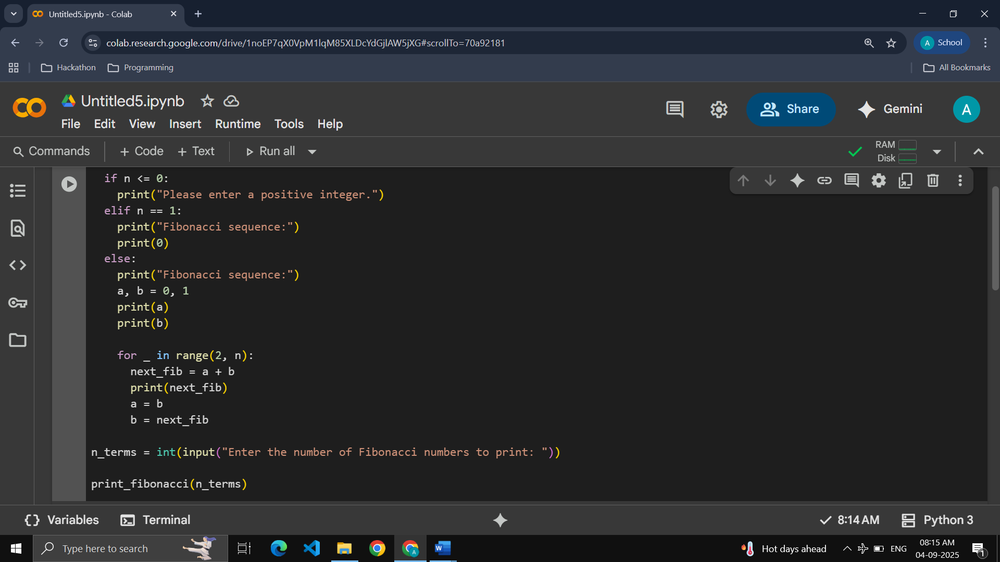 Untitled5.ipynb - Colab
colab.research.google.com/drive/1noEP7qX0VpM1lqM85XLDcYdGjlAW5jXG#scrollTo=70a92181
A School
Hackathon Programming All Bookmarks
Untitled5.ipynb
File Edit View Insert Runtime Tools Help
Share Gemini A
Commands + Code + Text Run all
RAM
Disk
if n <= 0:
print("Please enter a positive integer.")
elif n == 1:
print("Fibonacci sequence:")
print(0)
else:
print("Fibonacci sequence:")
a, b = 0, 1
print(a)
print(b)
for _ in range(2, n):
next_fib = a + b
print(next_fib)
a = b
b = next_fib
n_terms = int(input("Enter the number of Fibonacci numbers to print: "))
print_fibonacci(n_terms)
Variables Terminal 8:14 AM Python 3
Type here to search
Hot days ahead ENG
08:15 AM
04-09-2025
1